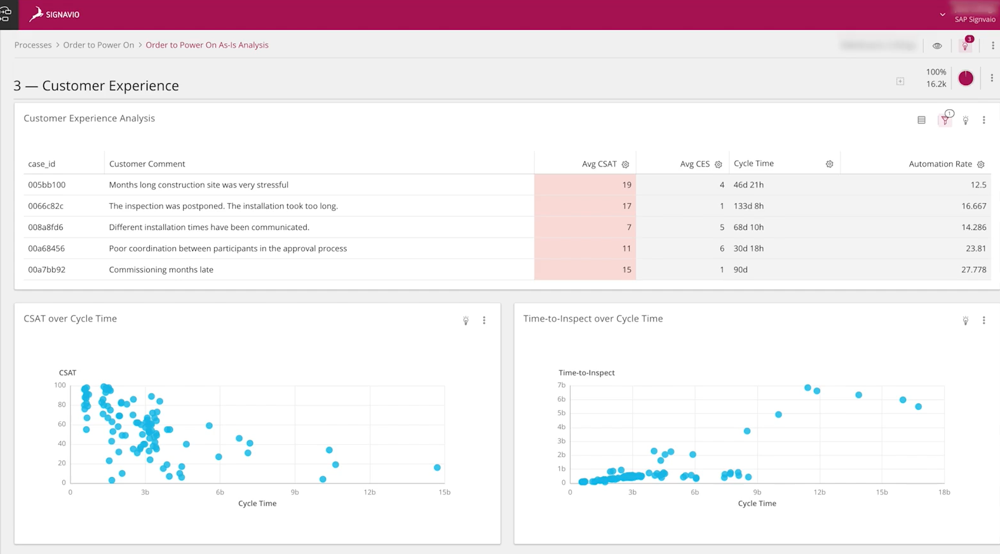 SIGNAVIO
SAP Signvaio
Processes > Order to Power On > Order to Power On As-Is Analysis
3
3 — Customer Experience
100%
16.2k
Customer Experience Analysis
1
case_id Customer Comment Avg CSAT Avg CES Cycle Time Automation Rate
005bb100 Months long construction site was very stressful 19 4 46d 21h 12.5
0066c82c The inspection was postponed. The installation took too long. 17 1 133d 8h 16.667
008a8fd6 Different installation times have been communicated. 7 5 68d 10h 14.286
00a68456 Poor coordination between participants in the approval process 11 6 30d 18h 23.81
00a7bb92 Commissioning months late 15 1 90d 27.778
CSAT over Cycle Time
CSAT
100
80
60
40
20
0
0 3b 6b 9b 12b 15b
Cycle Time
Time-to-Inspect over Cycle Time
Time-to-Inspect
7b
6b
5b
4b
3b
2b
1b
0
0 3b 6b 9b 12b 15b 18b
Cycle Time